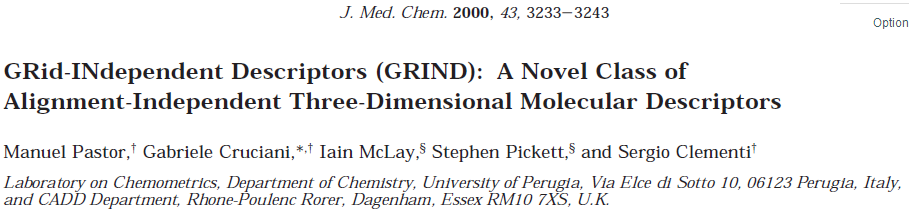 J. Med. Chem. 2000, 43, 3233−3243
Option
GRid-INdependent Descriptors (GRIND): A Novel Class of
Alignment-Independent Three-Dimensional Molecular Descriptors
Manuel Pastor,† Gabriele Cruciani,*,† Iain McLay,§ Stephen Pickett,§ and Sergio Clementi†
Laboratory on Chemometrics, Department of Chemistry, University of Perugia, Via Elce di Sotto 10, 06123 Perugia, Italy,
and CADD Department, Rhone-Poulenc Rorer, Dagenham, Essex RM10 7XS, U.K.